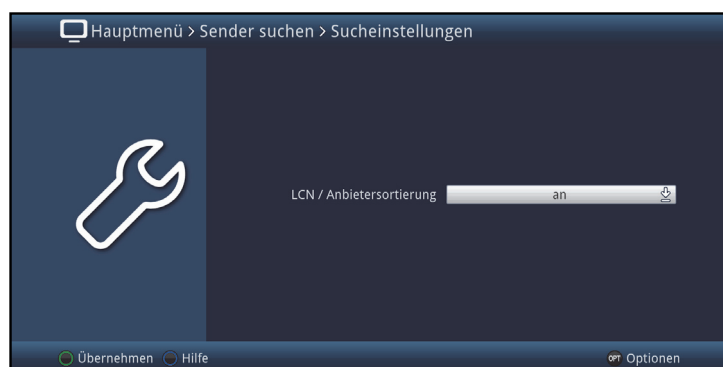 Hauptmenü > Sender suchen > Sucheinstellungen
LCN / Anbietersortierung an
Übernehmen Hilfe OPT Optionen